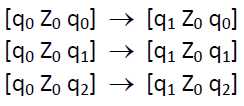 [q₀ Z₀ q₀] → [q₁ Z₀ q₀]
[q₀ Z₀ q₁] → [q₁ Z₀ q₁]
[q₀ Z₀ q₂] → [q₁ Z₀ q₂]